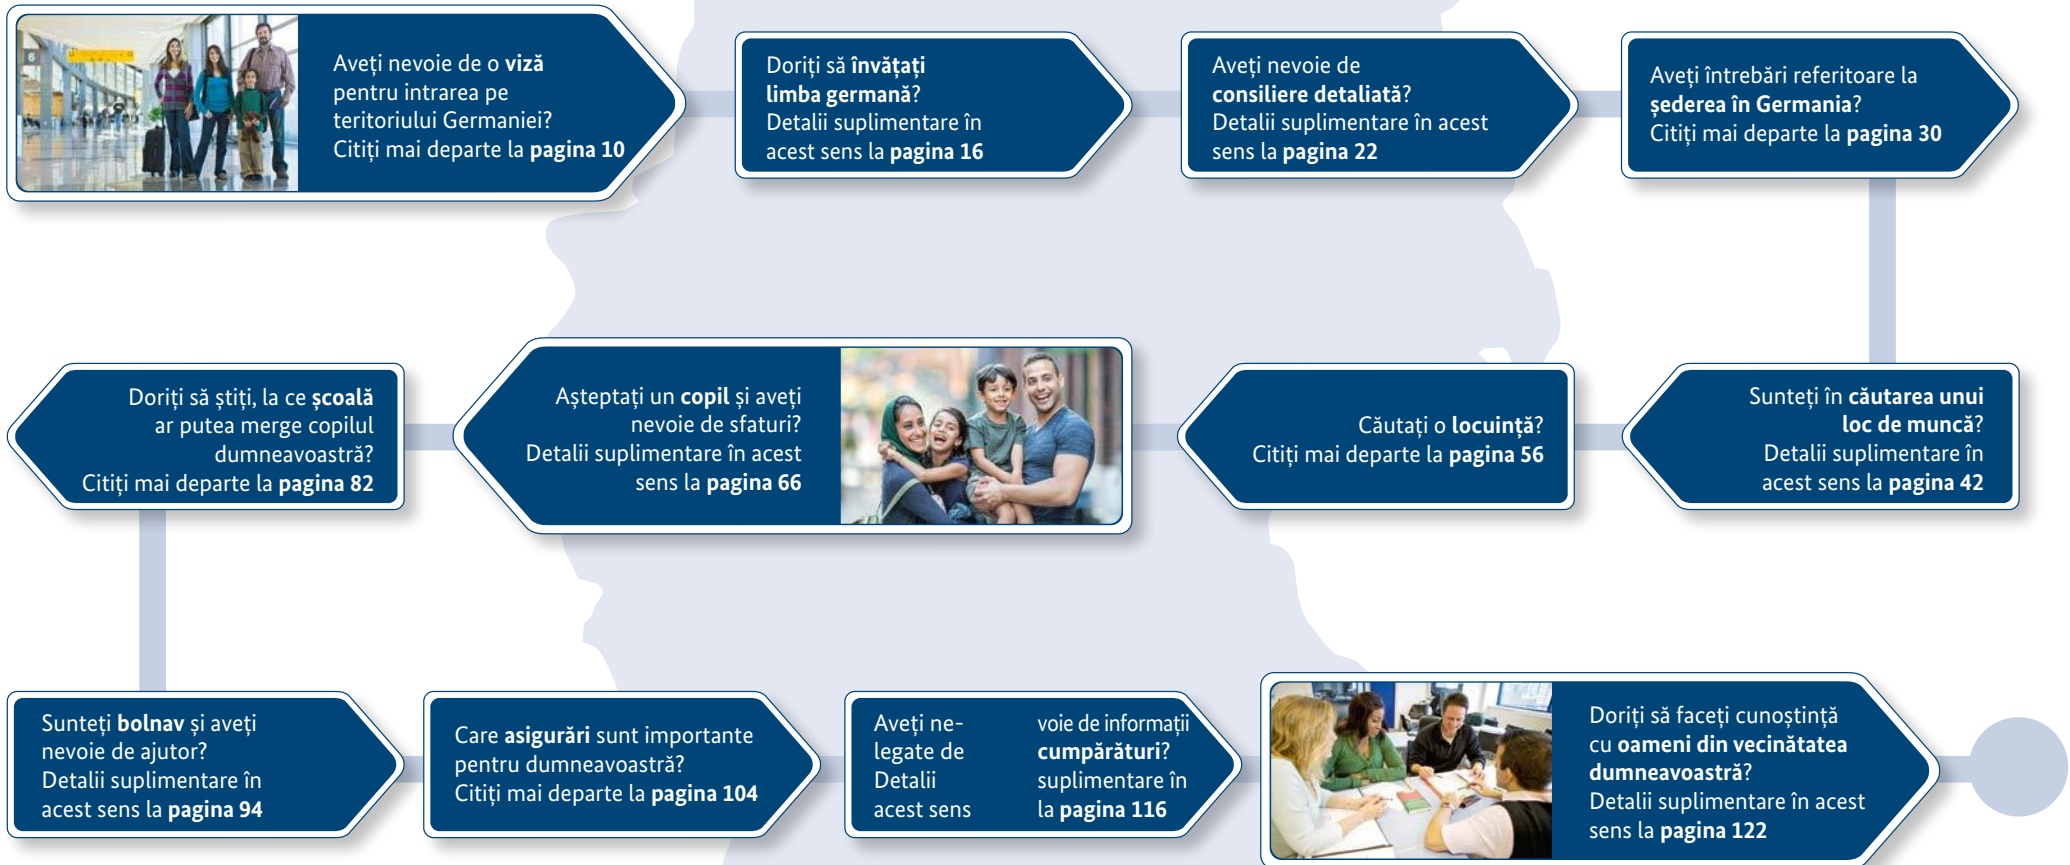 Aveți nevoie de o viză
pentru intrarea pe
teritoriului Germaniei?
Citiți mai departe la pagina 10
Doriți să învățați
limba germană?
Detalii suplimentare în
acest sens la pagina 16
Aveți nevoie de
consiliere detaliată?
Detalii suplimentare în acest
sens la pagina 22
Aveți întrebări referitoare la
șederea în Germania?
Citiți mai departe la pagina 30
Sunteți în căutarea unui
loc de muncă?
Detalii suplimentare în
acest sens la pagina 42
Căutați o locuință?
Citiți mai departe la pagina 56
Așteptați un copil și aveți
nevoie de sfaturi?
Detalii suplimentare în acest
sens la pagina 66
Doriți să știți, la ce școală
ar putea merge copilul
dumneavoastră?
Citiți mai departe la pagina 82
Sunteți bolnav și aveți
nevoie de ajutor?
Detalii suplimentare în
acest sens la pagina 94
Care asigurări sunt importante
pentru dumneavoastră?
Citiți mai departe la pagina 104
Aveți ne- voie de informații
legate de cumpărături?
Detalii suplimentare în
acest sens la pagina 116
Doriți să faceți cunoștință
cu oameni din vecinătatea
dumneavoastră?
Detalii suplimentare în acest
sens la pagina 122
6